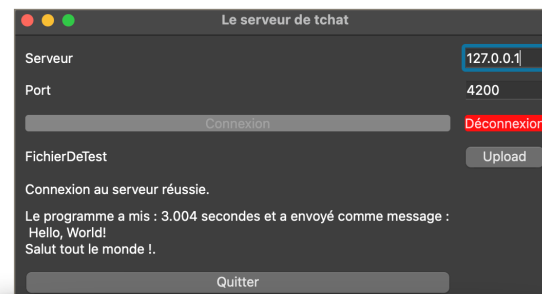 Le serveur de tchat
Serveur 127.0.0.1
Port 4200
Connexion Déconnexion
FichierDeTest Upload
Connexion au serveur réussie.
Le programme a mis : 3.004 secondes et a envoyé comme message :
Hello, World!
Salut tout le monde !.
Quitter